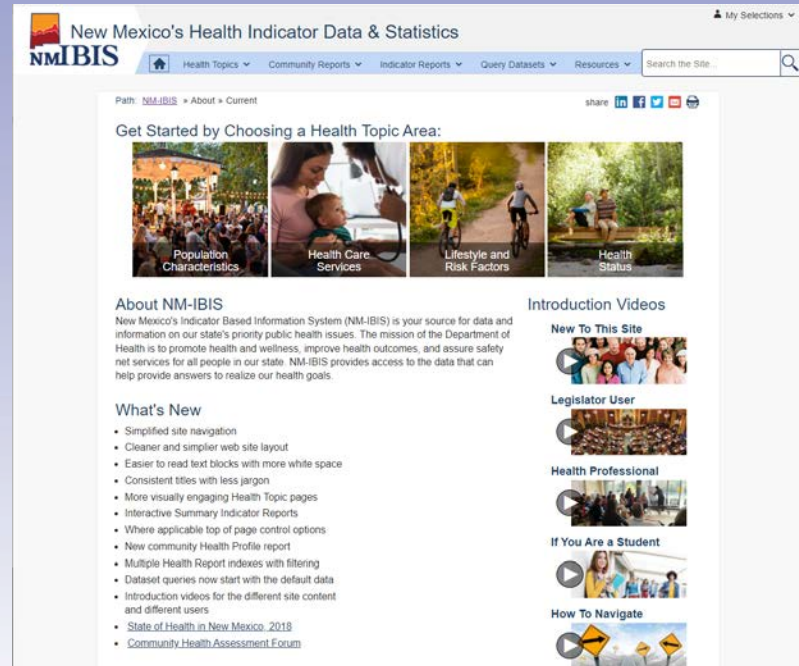 My Selections
New Mexico's Health Indicator Data & Statistics
NMIBIS
Health Topics
Community Reports
Indicator Reports
Query Datasets
Resources
Search the Site...
Path: NM-IBIS » About » Current
share
Get Started by Choosing a Health Topic Area:
Population
Characteristics
Health Care
Services
Lifestyle and
Risk Factors
Health
Status
About NM-IBIS
New Mexico's Indicator Based Information System (NM-IBIS) is your source for data and
information on our state's priority public health issues. The mission of the Department of
Health is to promote health and wellness, improve health outcomes, and assure safety
net services for all people in our state. NM-IBIS provides access to the data that can
help provide answers to realize our health goals.
What's New
• Simplified site navigation
• Cleaner and simplier web site layout
• Easier to read text blocks with more white space
• Consistent titles with less jargon
• More visually engaging Health Topic pages
• Interactive Summary Indicator Reports
• Where applicable top of page control options
• New community Health Profile report
• Multiple Health Report indexes with filtering
• Dataset queries now start with the default data
• Introduction videos for the different site content
and different users
• State of Health in New Mexico, 2018
• Community Health Assessment Forum
Introduction Videos
New To This Site
Legislator User
Health Professional
If You Are a Student
How To Navigate